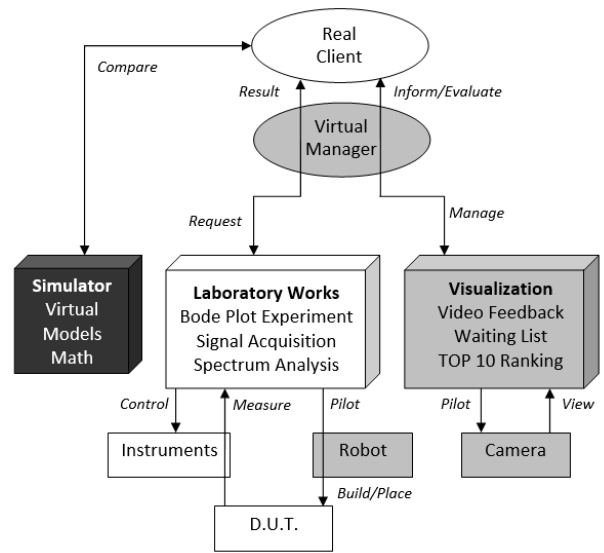 Real
Client
Compare
Result
Inform/Evaluate
Virtual
Manager
Request
Manage
Simulator
Virtual
Models
Math
Laboratory Works
Bode Plot Experiment
Signal Acquisition
Spectrum Analysis
Visualization
Video Feedback
Waiting List
TOP 10 Ranking
Control
Measure
Pilot
Pilot
View
Instruments
Robot
Camera
Build/Place
D.U.T.